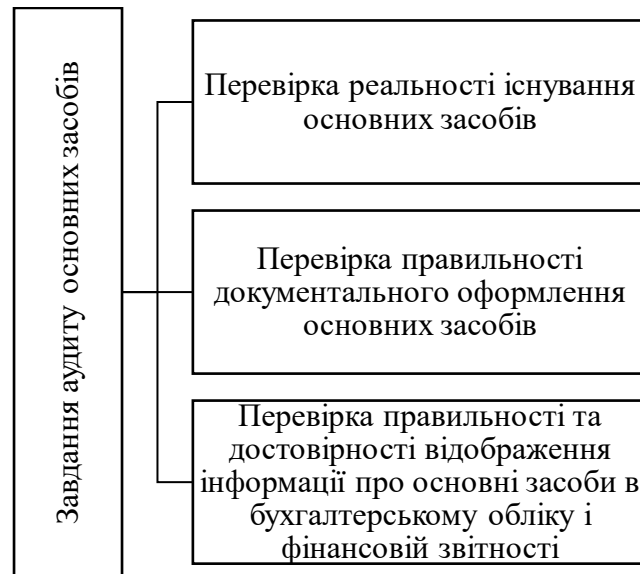 Завдання аудиту основних засобів
Перевірка реальності існування
основних засобів
Перевірка правильності
документального оформлення
основних засобів
Перевірка правильності та
достовірності відображення
інформації про основні засоби в
бухгалтерському обліку і
фінансовій звітності